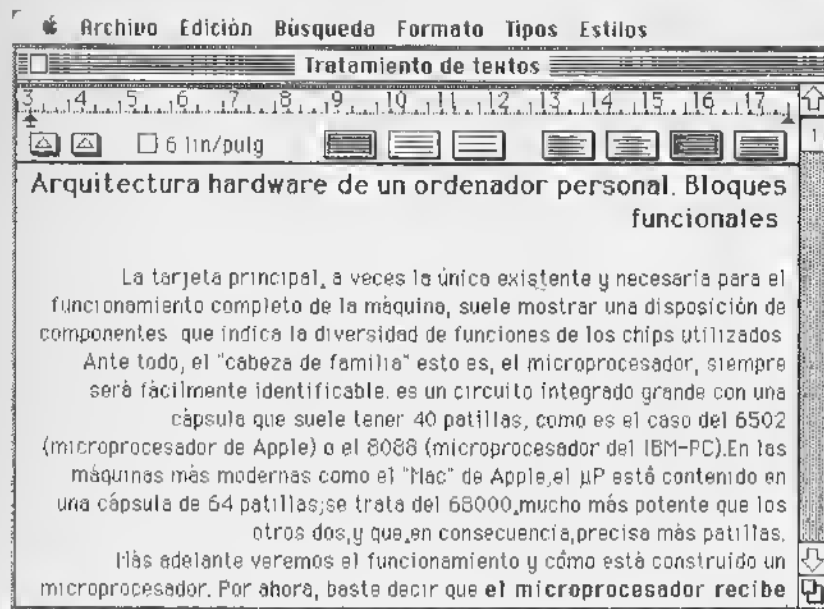 Archivo Edición Búsqueda Formato Tipos Estilos
Tratamiento de textos
3 4 5 6 7 8 9 10 11 12 13 14 15 16 17
6 lin/pulg
1
Arquitectura hardware de un ordenador personal. Bloques
funcionales
La tarjeta principal, a veces la única existente y necesaria para el
funcionamiento completo de la máquina, suele mostrar una disposición de
componentes que indica la diversidad de funciones de los chips utilizados
Ante todo, el "cabeza de familia" esto es, el microprocesador, siempre
será fácilmente identificable. es un circuito integrado grande con una
cápsula que suele tener 40 patillas, como es el caso del 6502
(microprocesador de Apple) o el 8088 (microprocesador del IBM-PC).En las
máquinas más modernas como el "Mac" de Apple,el µP está contenido en
una cápsula de 64 patillas;se trata del 68000,mucho más potente que los
otros dos,y que,en consecuencia,precisa más patillas.
Más adelante veremos el funcionamiento y cómo está construido un
microprocesador. Por ahora, baste decir que el microprocesador recibe